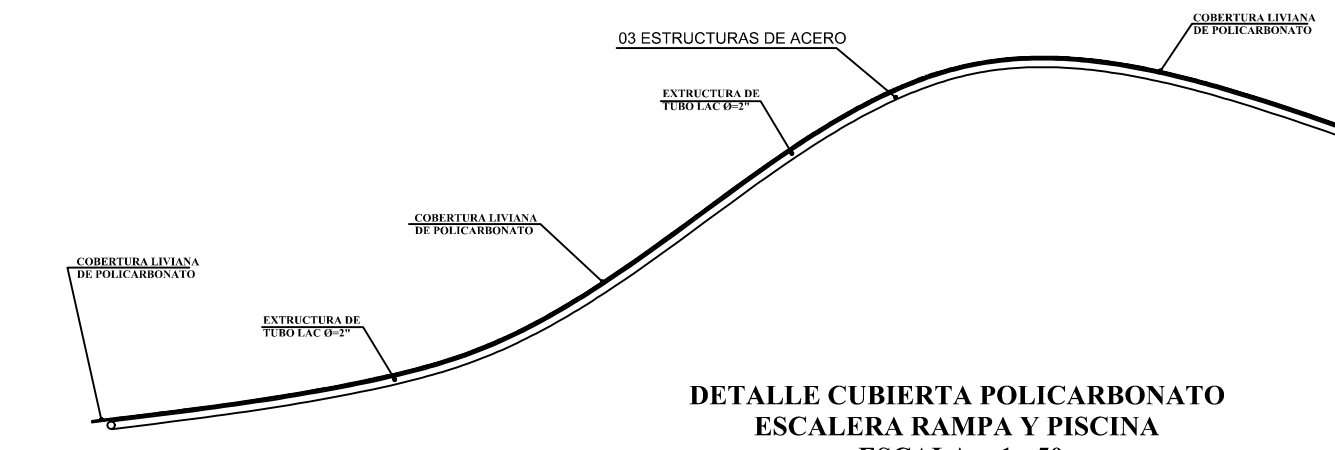 COBERTURA LIVIANA
DE POLICARBONATO
03 ESTRUCTURAS DE ACERO
EXTRUCTURA DE
TUBO LAC Ø=2"
COBERTURA LIVIANA
DE POLICARBONATO
COBERTURA LIVIANA
DE POLICARBONATO
EXTRUCTURA DE
TUBO LAC Ø=2"
DETALLE CUBIERTA POLICARBONATO
ESCALERA RAMPA Y PISCINA